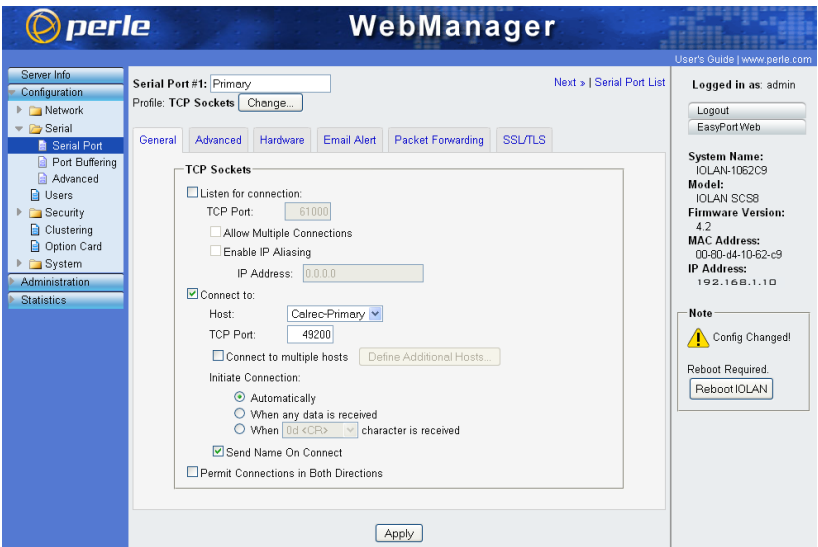 perle WebManager
User's Guide | www.perle.com
Server Info
Configuration
Network
Serial
Serial Port
Port Buffering
Advanced
Users
Security
Clustering
Option Card
System
Administration
Statistics
Serial Port #1: Primary
Next » | Serial Port List
Profile: TCP Sockets Change...
General Advanced Hardware Email Alert Packet Forwarding SSL/TLS
TCP Sockets
Listen for connection:
TCP Port: 61000
Allow Multiple Connections
Enable IP Aliasing
IP Address: 0.0.0.0
Connect to:
Host: Calrec-Primary
TCP Port: 49200
Connect to multiple hosts Define Additional Hosts...
Initiate Connection:
Automatically
When any data is received
When 0d <CR> character is received
Send Name On Connect
Permit Connections in Both Directions
Apply
Logged in as: admin
Logout
EasyPort Web
System Name:
IOLAN-1062C9
Model:
IOLAN SCS8
Firmware Version:
4.2
MAC Address:
00-80-d4-10-62-c9
IP Address:
192.168.1.10
Note
Config Changed!
Reboot Required.
Reboot IOLAN